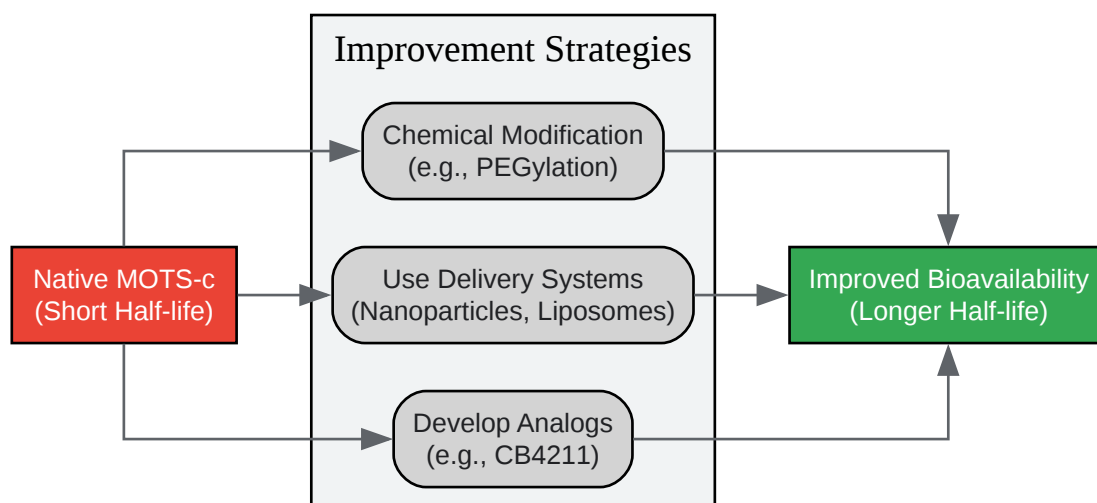 Improvement Strategies
Chemical Modification
(e.g., PEGylation)
Native MOTS-c
(Short Half-life)
Use Delivery Systems
(Nanoparticles, Liposomes)
Improved Bioavailability
(Longer Half-life)
Develop Analogs
(e.g., CB4211)